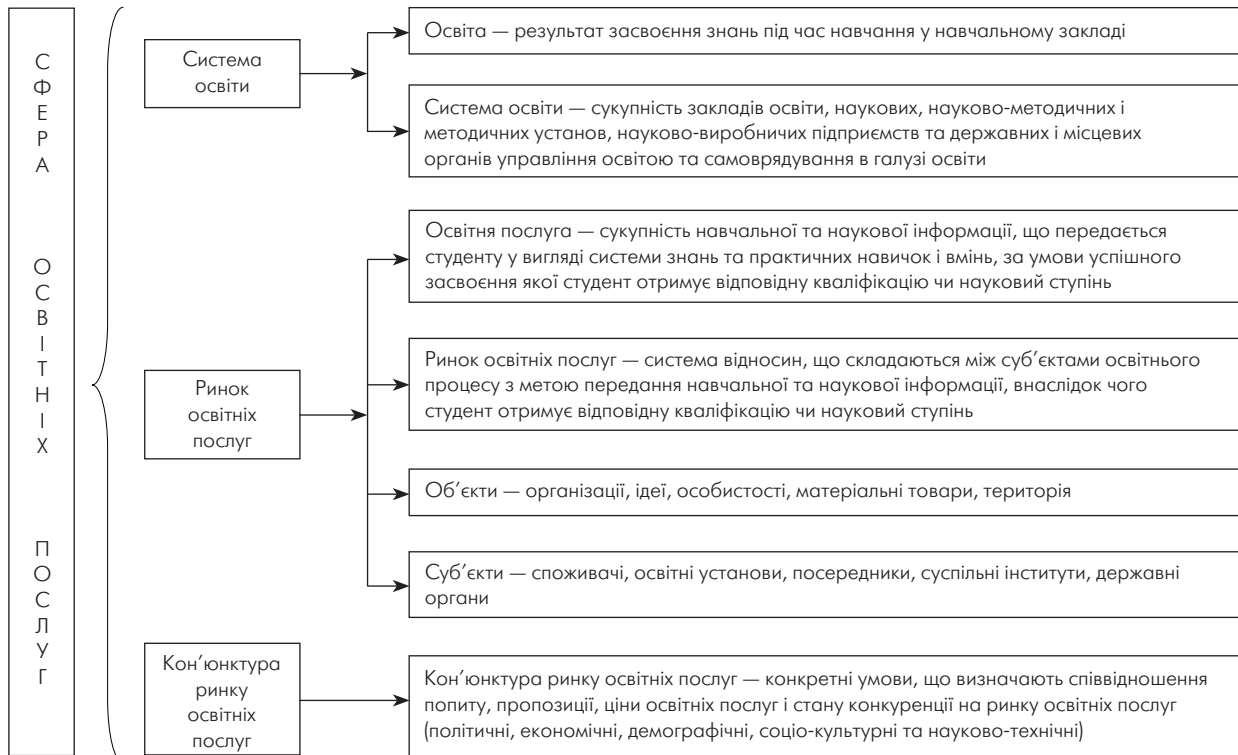 СФЕРА
ОСВІТНІХ
ПОСЛУГ
Система
освіти
Освіта — результат засвоєння знань під час навчання у навчальному закладі
Система освіти — сукупність закладів освіти, наукових, науково-методичних і
методичних установ, науково-виробничих підприємств та державних і місцевих
органів управління освітою та самоврядування в галузі освіти
Ринок
освітніх
послуг
Освітня послуга — сукупність навчальної та наукової інформації, що передається
студенту у вигляді системи знань та практичних навичок і вмінь, за умови успішного
засвоєння якої студент отримує відповідну кваліфікацію чи науковий ступінь
Ринок освітніх послуг — система відносин, що складаються між суб’єктами освітнього
процесу з метою передання навчальної та наукової інформації, внаслідок чого
студент отримує відповідну кваліфікацію чи науковий ступінь
Об’єкти — організації, ідеї, особистості, матеріальні товари, територія
Суб’єкти — споживачі, освітні установи, посередники, суспільні інститути, державні
органи
Кон’юнктура
ринку
освітніх
послуг
Кон’юнктура ринку освітніх послуг — конкретні умови, що визначають співвідношення
попиту, пропозиції, ціни освітніх послуг і стану конкуренції на ринку освітніх послуг
(політичні, економічні, демографічні, соціо-культурні та науково-технічні)